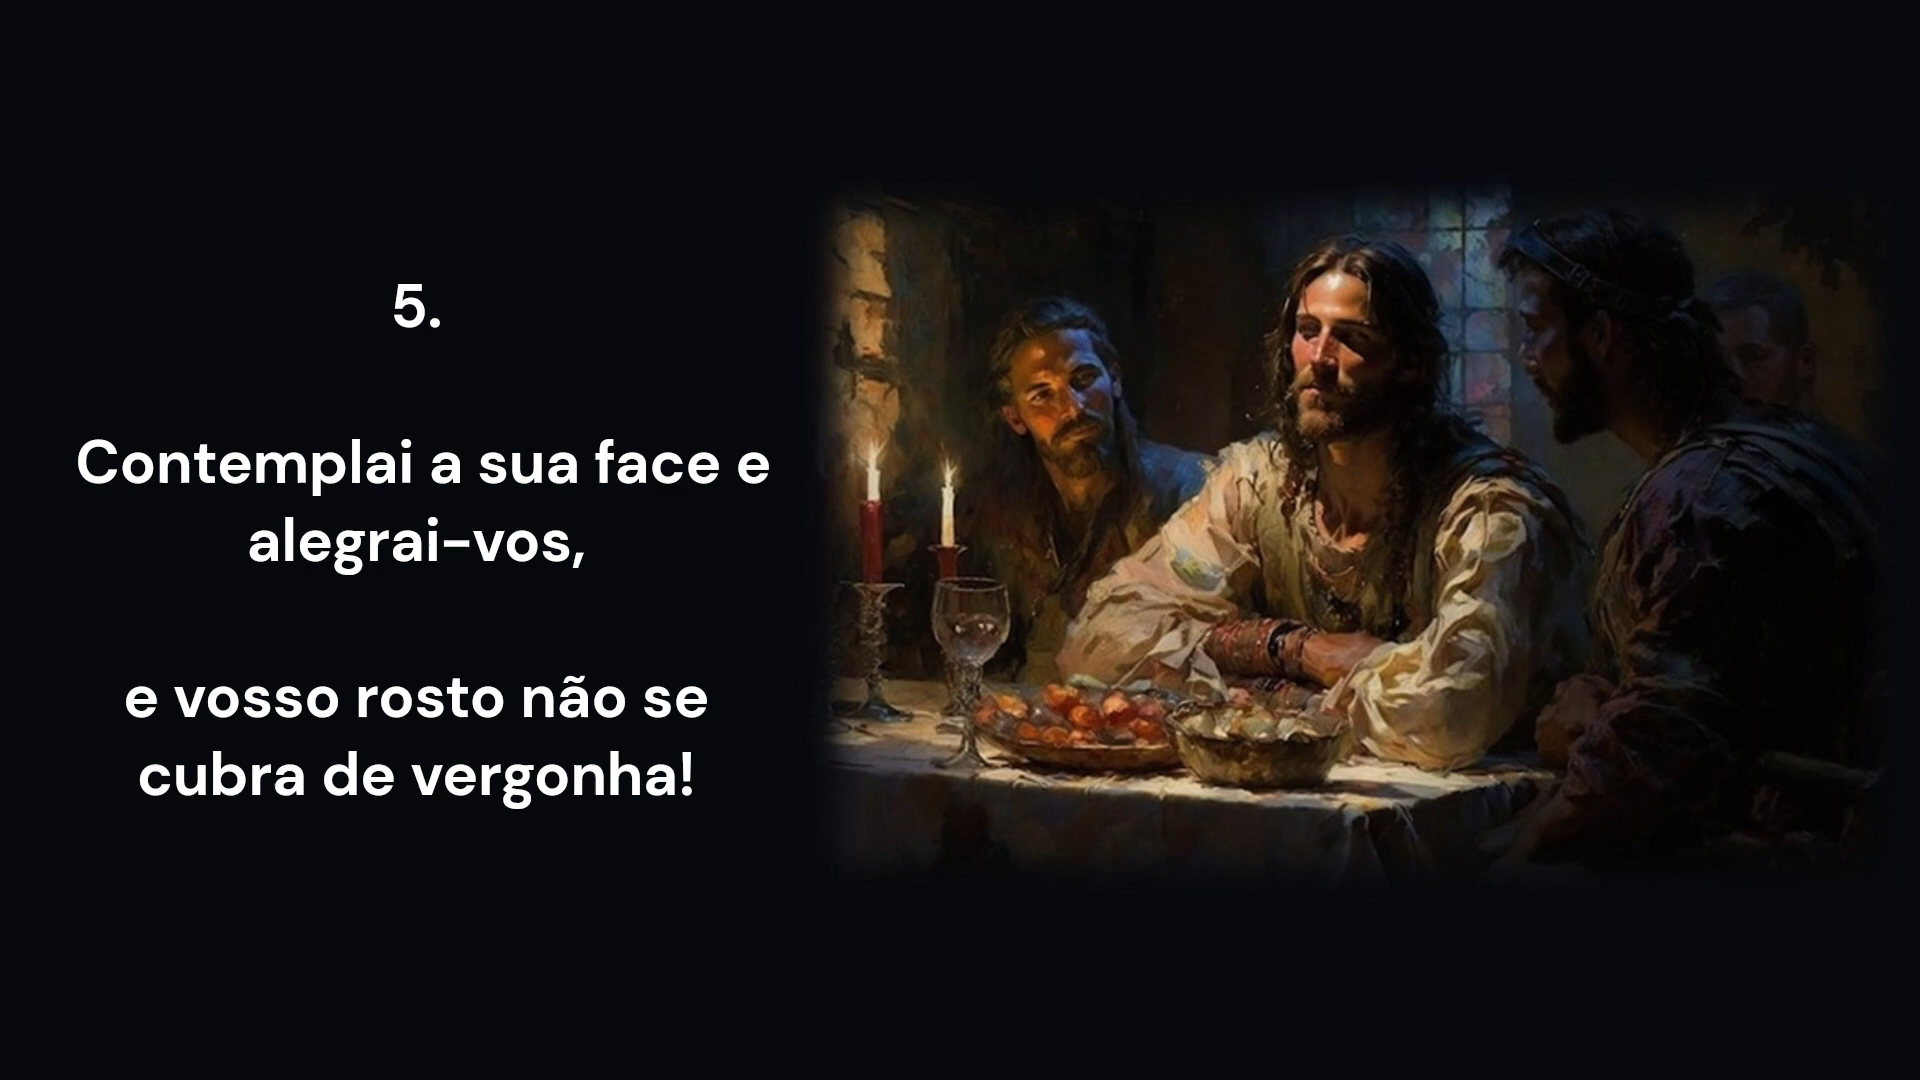 5.
Contemplai a sua face e
alegrai-vos,
e vosso rosto não se
cubra de vergonha!